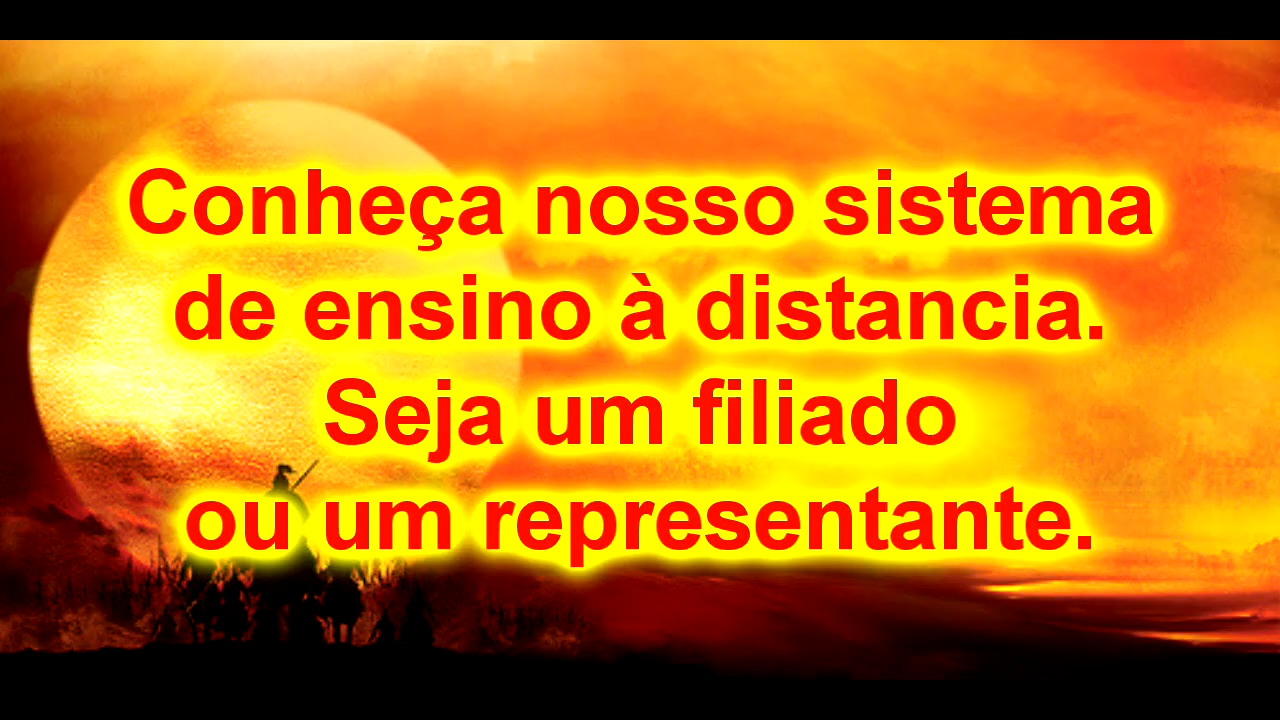 Conheça nosso sistema
de ensino à distancia.
Seja um filiado
ou um representante.